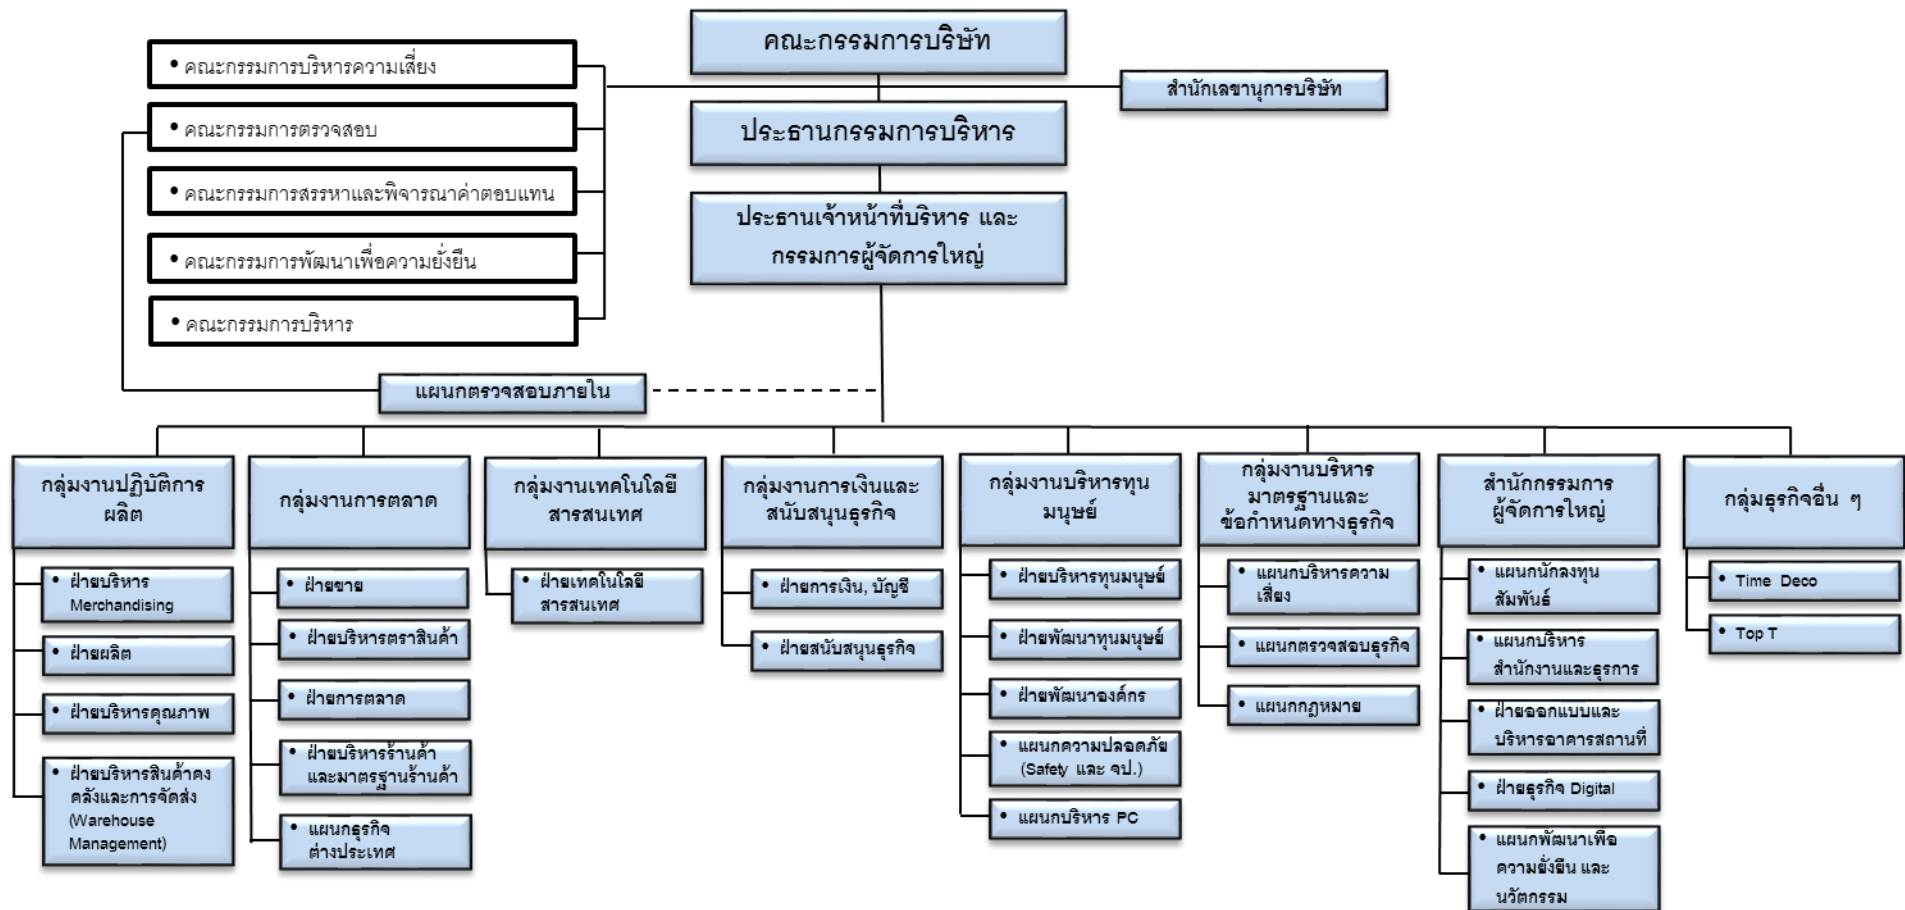 คณะกรรมการบริษัท
• คณะกรรมการบริหารความเสี่ยง
สำนักเลขานุการบริษัท
• คณะกรรมการตรวจสอบ
ประธานกรรมการบริหาร
• คณะกรรมการสรรหาและพิจารณาค่าตอบแทน
ประธานเจ้าหน้าที่บริหาร และ
กรรมการผู้จัดการใหญ่
• คณะกรรมการพัฒนาเพื่อความยั่งยืน
• คณะกรรมการบริหาร
แผนกตรวจสอบภายใน
กลุ่มงานปฏิบัติการ
ผลิต
• ฝ่ายบริหาร
Merchandising
• ฝ่ายผลิต
• ฝ่ายบริหารคุณภาพ
• ฝ่ายบริหารสินค้าคง
คลังและการจัดส่ง
(Warehouse
Management)
กลุ่มงานการตลาด
• ฝ่ายขาย
• ฝ่ายบริหารตราสินค้า
• ฝ่ายการตลาด
• ฝ่ายบริหารร้านค้า
และมาตรฐานร้านค้า
• แผนกธุรกิจ
ต่างประเทศ
กลุ่มงานเทคโนโลยี
สารสนเทศ
• ฝ่ายเทคโนโลยี
สารสนเทศ
กลุ่มงานการเงินและ
สนับสนุนธุรกิจ
• ฝ่ายการเงิน, บัญชี
• ฝ่ายสนับสนุนธุรกิจ
กลุ่มงานบริหารทุน
มนุษย์
• ฝ่ายบริหารทุนมนุษย์
• ฝ่ายพัฒนาทุนมนุษย์
• ฝ่ายพัฒนาองค์กร
• แผนกความปลอดภัย
(Safety และ จป.)
• แผนกบริหาร PC
กลุ่มงานบริหาร
มาตรฐานและ
ข้อกำหนดทางธุรกิจ
• แผนกบริหารความ
เสี่ยง
• แผนกตรวจสอบธุรกิจ
• แผนกกฎหมาย
สำนักกรรมการ
ผู้จัดการใหญ่
• แผนกนักลงทุน
สัมพันธ์
• แผนกบริหาร
สำนักงานและธุรการ
• ฝ่ายออกแบบและ
บริหารอาคารสถานที่
• ฝ่ายธุรกิจ Digital
• แผนกพัฒนาเพื่อ
ความยั่งยืน และ
นวัตกรรม
กลุ่มธุรกิจอื่น ๆ
• Time Deco
• Top T